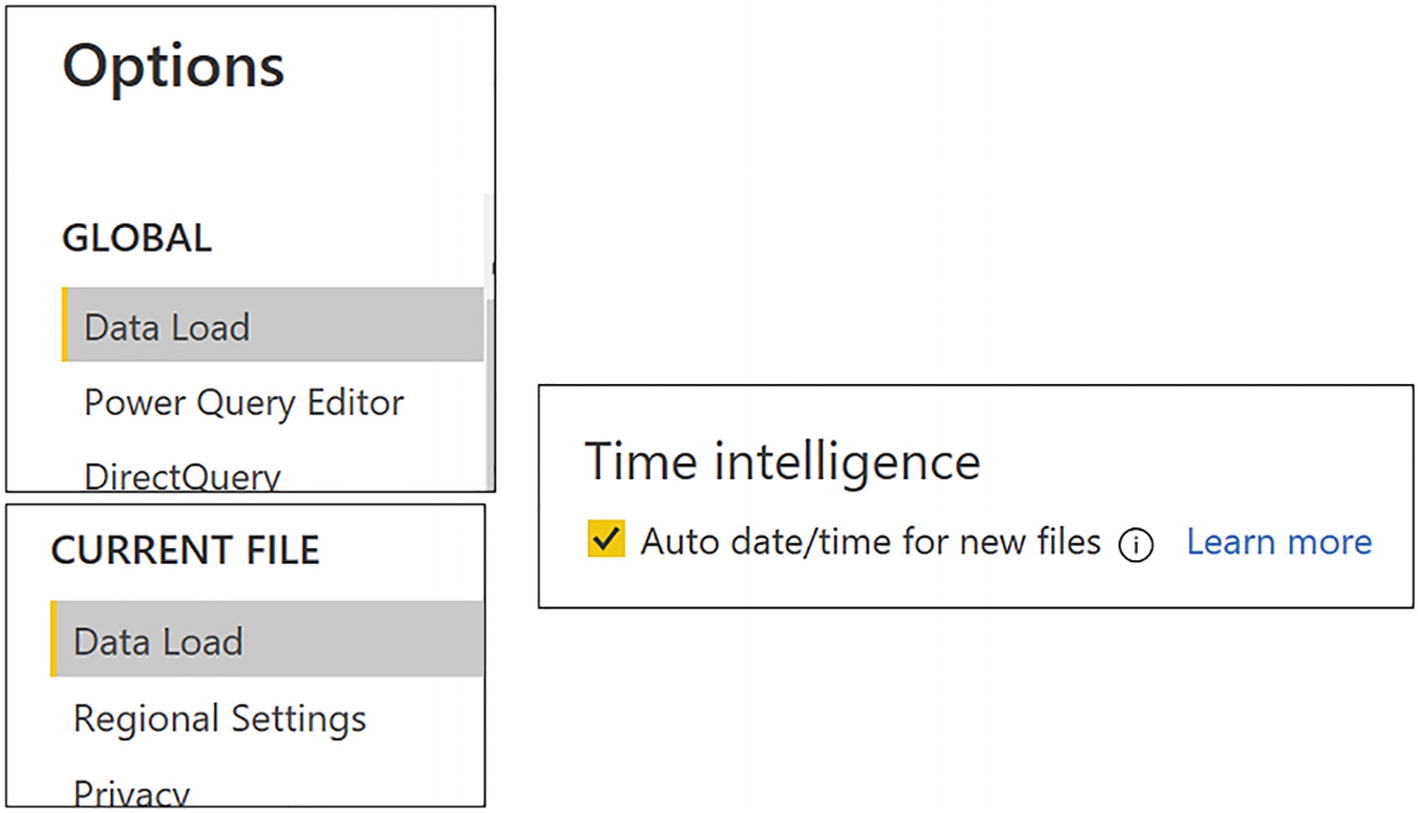 Options
GLOBAL
Data Load
Power Query Editor
DirectQuery
CURRENT FILE
Data Load
Regional Settings
Privacy
Time intelligence
Auto date/time for new files ⓘ Learn more